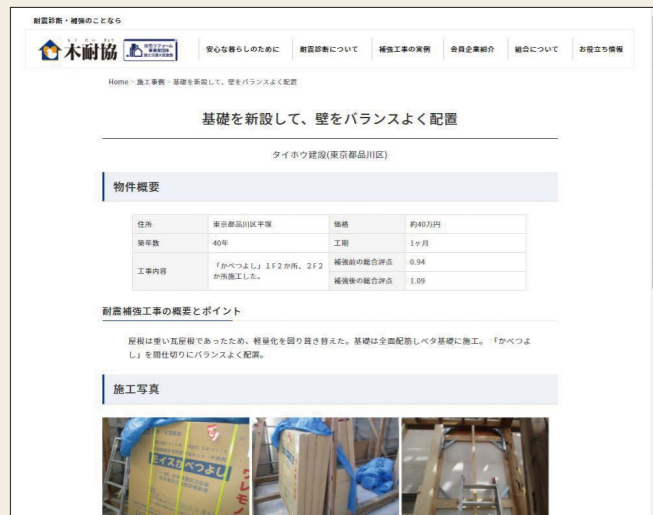 耐震診断・補強のことなら
木耐協
安心な暮らしのために 耐震診断について 補強工事の実例 会員企業紹介 組合について お役立ち情報
Home > 施工事例 > 基礎を新設して、壁をバランスよく配置
基礎を新設して、壁をバランスよく配置
タイホウ建設(東京都品川区)
物件概要
住所 東京都品川区平塚 価格 約40万円
築年数 40年 工期 1ヶ月
工事内容 「かべつよし」1F2か所、2F2か所施工した。 補強前の総合評点 0.94
補強後の総合評点 1.09
耐震補強工事の概要とポイント
屋根は重い瓦屋根であったため、軽量化を図り葺き替えた。基礎は全面配筋しベタ基礎に施工。「かべつよ
し」を間仕切りにバランスよく配置。
施工写真
エイスかべつよし
ワレモノ